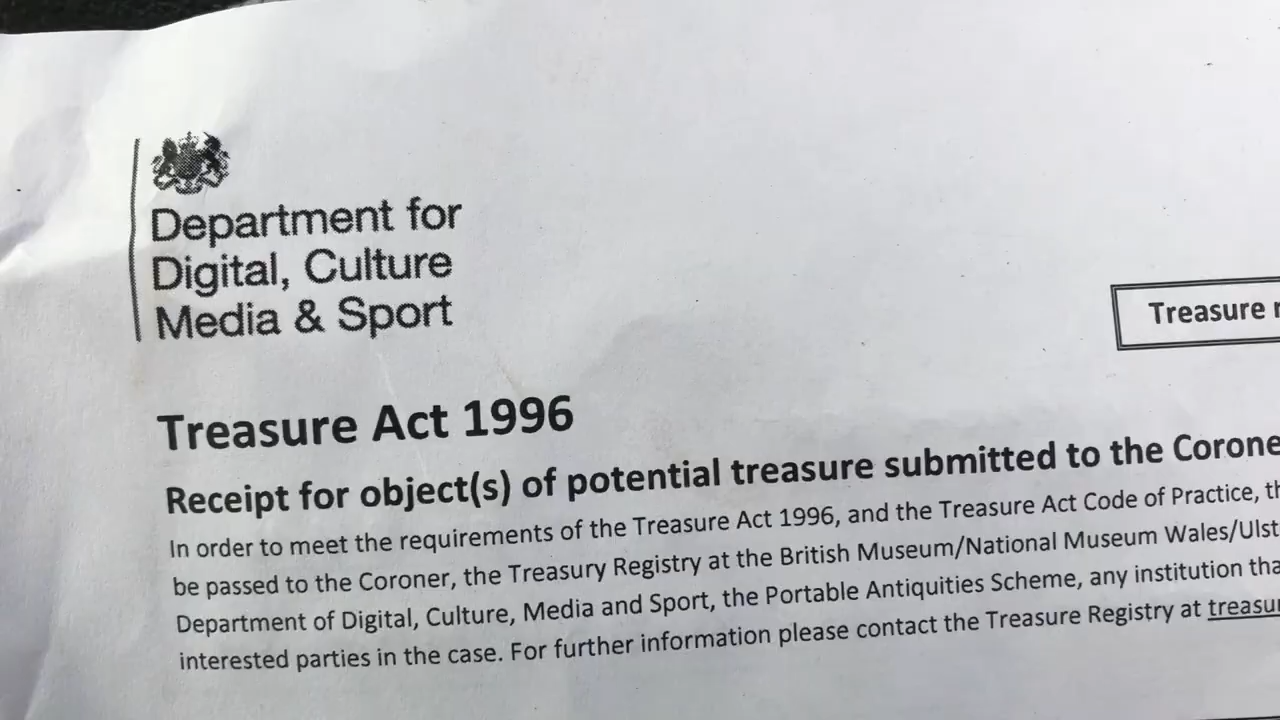 Department for
Digital, Culture
Media & Sport
Treasure
Treasure Act 1996
Receipt for object(s) of potential treasure submitted to the Corone
In order to meet the requirements of the Treasure Act 1996, and the Treasure Act Code of Practice, th
be passed to the Coroner, the Treasury Registry at the British Museum/National Museum Wales/Ulst
Department of Digital, Culture, Media and Sport, the Portable Antiquities Scheme, any institution tha
interested parties in the case. For further information please contact the Treasure Registry at treasu